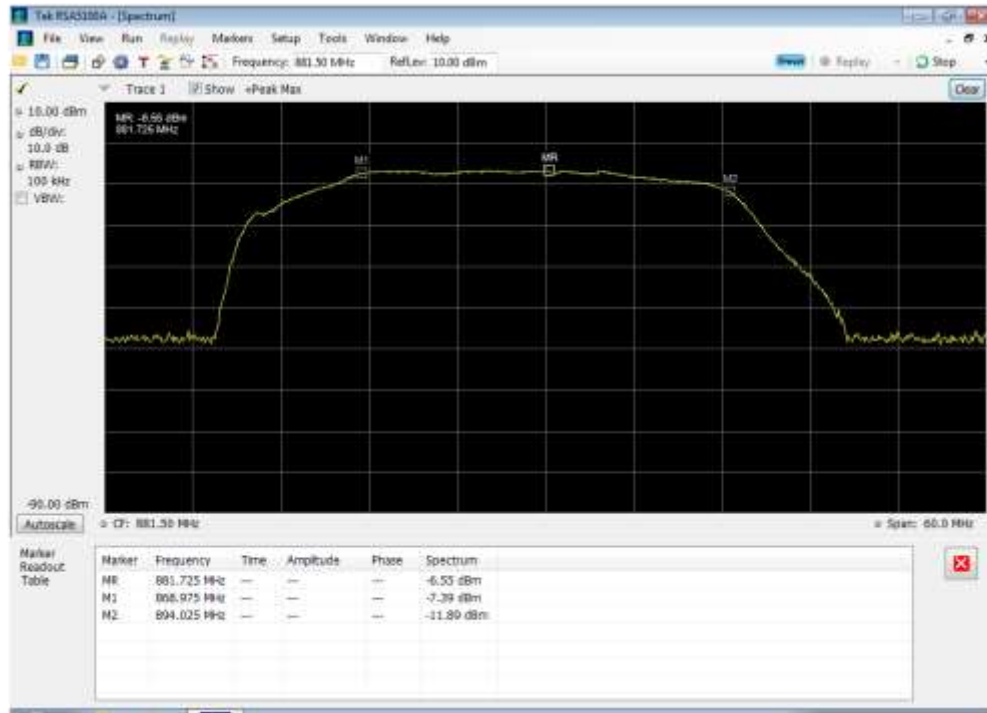 Tek RSA5100A - [Spectrum]
File View Run Replay Markers Setup Tools Window Help
Frequency: 881.50 MHz RefLev: 10.00 dBm Preset Replay Stop
Trace 1 Show +Peak Max Clear
10.00 dBm
dB/div:
10.0 dB
RBW:
100 kHz
VBW:
MR: -6.55 dBm
881.725 MHz
M1
MR
M2
-90.00 dBm
Autoscale CF: 881.50 MHz Span: 60.0 MHz
Marker
Readout
Table
Marker Frequency Time Amplitude Phase Spectrum
MR 881.725 MHz --- --- --- -6.55 dBm
M1 868.975 MHz --- --- --- -7.39 dBm
M2 894.025 MHz --- --- --- -11.89 dBm